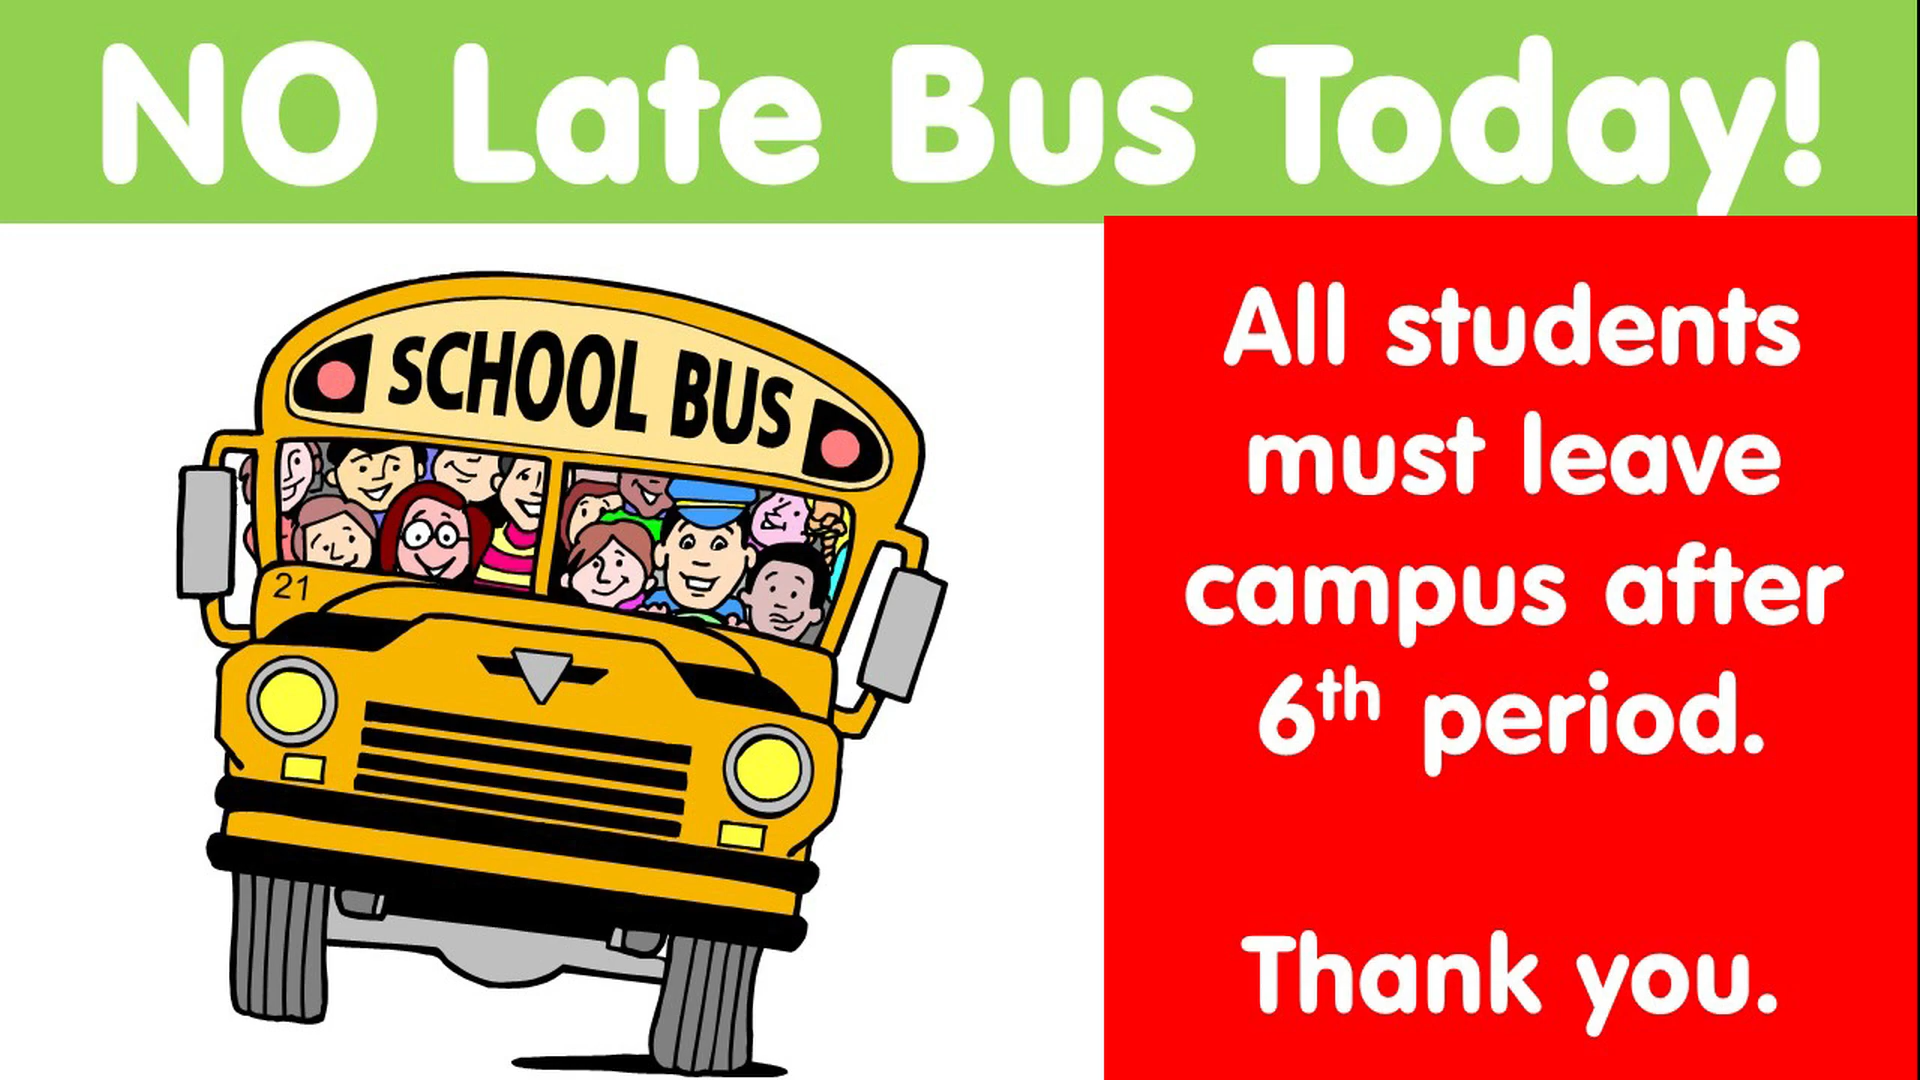 NO Late Bus Today!
SCHOOL BUS
21
All students
must leave
campus after
6th period.
Thank you.